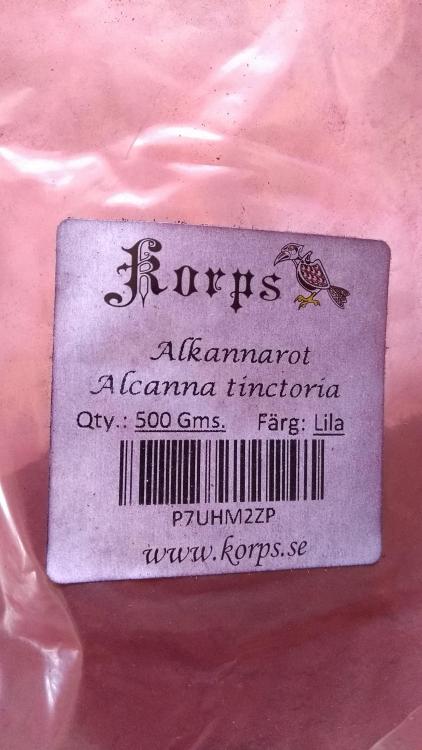 Korps
Alkannarot
Alcanna tinctoria
Qty.: 500 Gms. Färg: Lila
P7UHM2ZP
www.korps.se